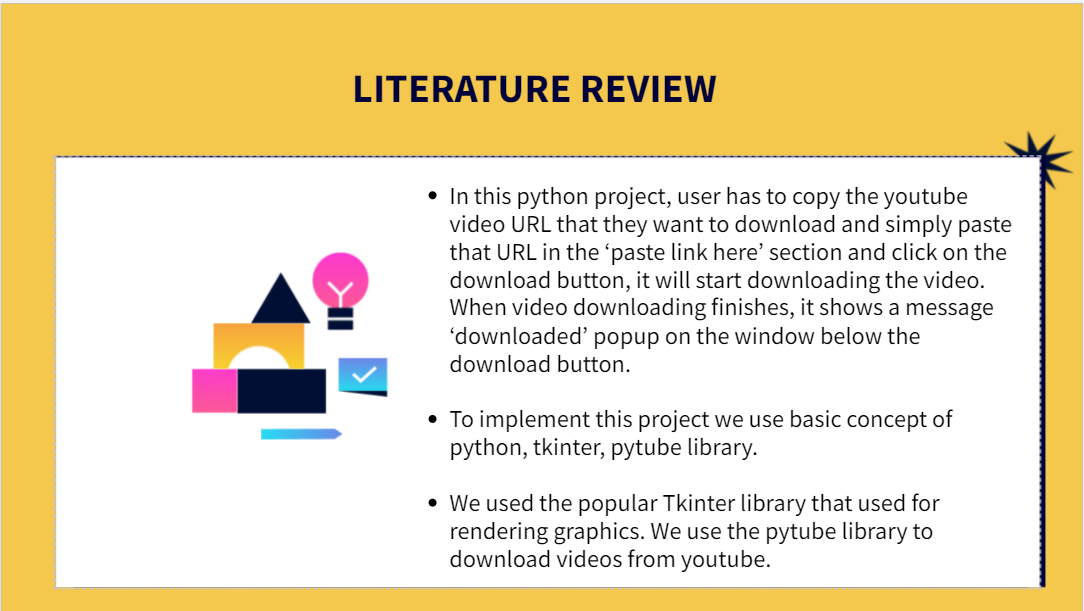 LITERATURE REVIEW
• In this python project, user has to copy the youtube
video URL that they want to download and simply paste
that URL in the ‘paste link here’ section and click on the
download button, it will start downloading the video.
When video downloading finishes, it shows a message
‘downloaded’ popup on the window below the
download button.
• To implement this project we use basic concept of
python, tkinter, pytube library.
• We used the popular Tkinter library that used for
rendering graphics. We use the pytube library to
download videos from youtube.